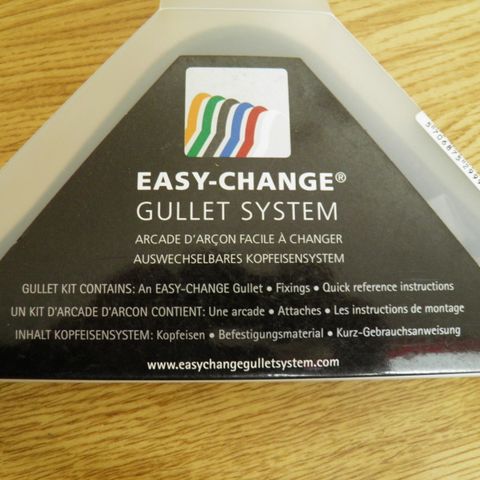 EASY-CHANGE®
GULLET SYSTEM
ARCADE D'ARÇON FACILE À CHANGER
AUSWECHSELBARES KOPFEISENSYSTEM
GULLET KIT CONTAINS: An EASY-CHANGE Gullet • Fixings • Quick reference instructions
UN KIT D'ARCADE D'ARCON CONTIENT: Une arcade • Attaches • Les instructions de montage
INHALT KOPFEISENSYSTEM: Kopfeisen • Befestigungsmaterial • Kurz-Gebrauchsanweisung
www.easychangegulletsystem.com